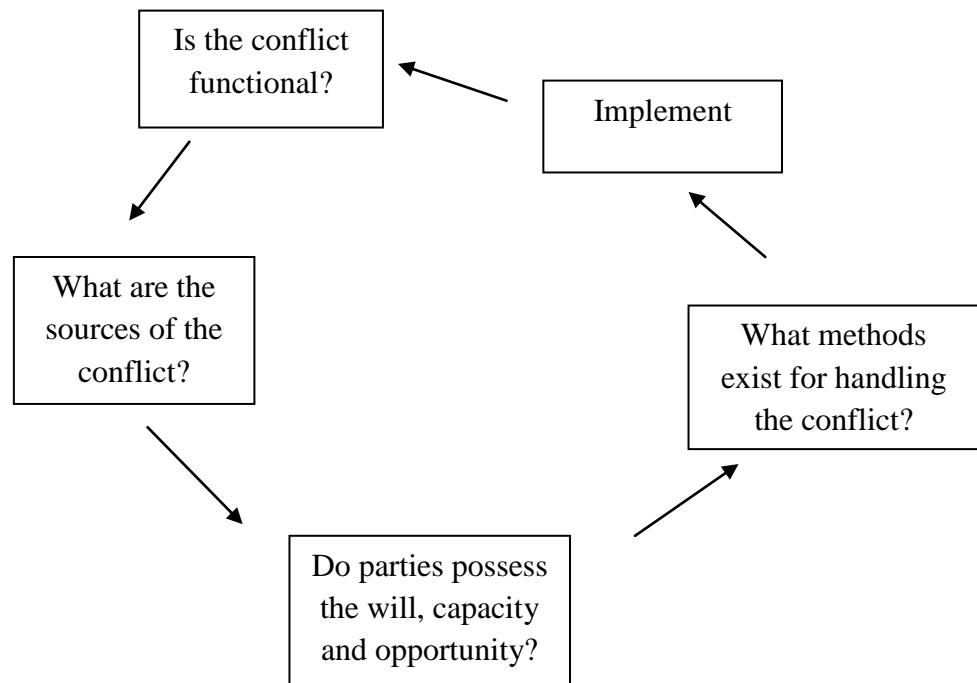 Is the conflict
functional?
Implement
What are the
sources of the
conflict?
What methods
exist for handling
the conflict?
Do parties possess
the will, capacity
and opportunity?